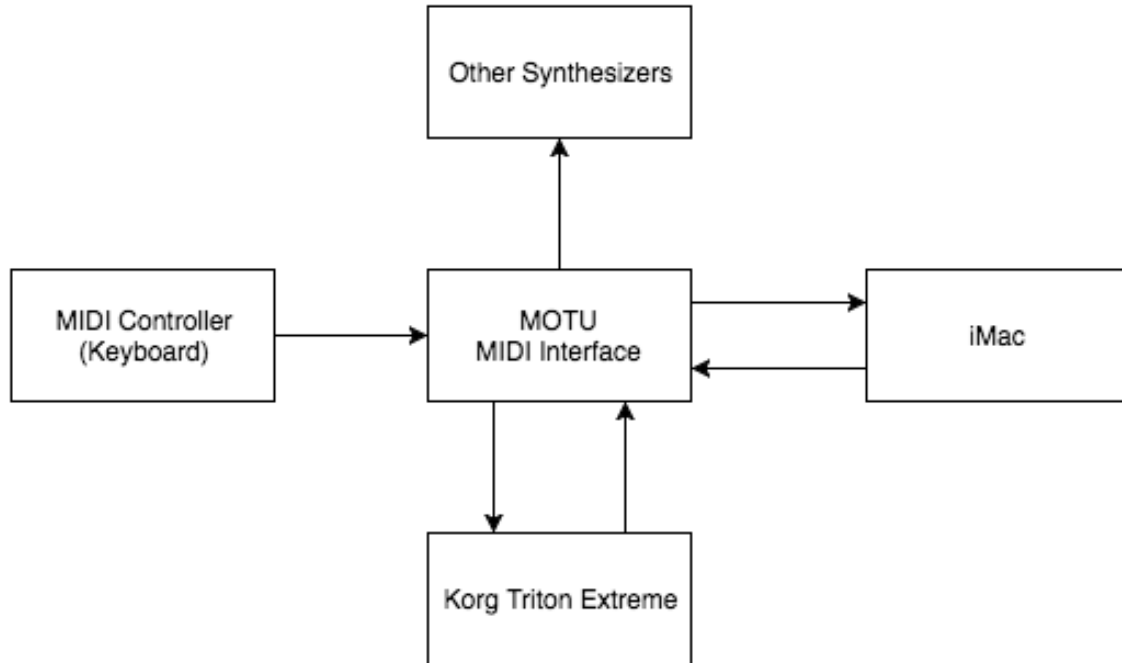 Other Synthesizers
MIDI Controller
(Keyboard)
MOTU
MIDI Interface
iMac
Korg Triton Extreme